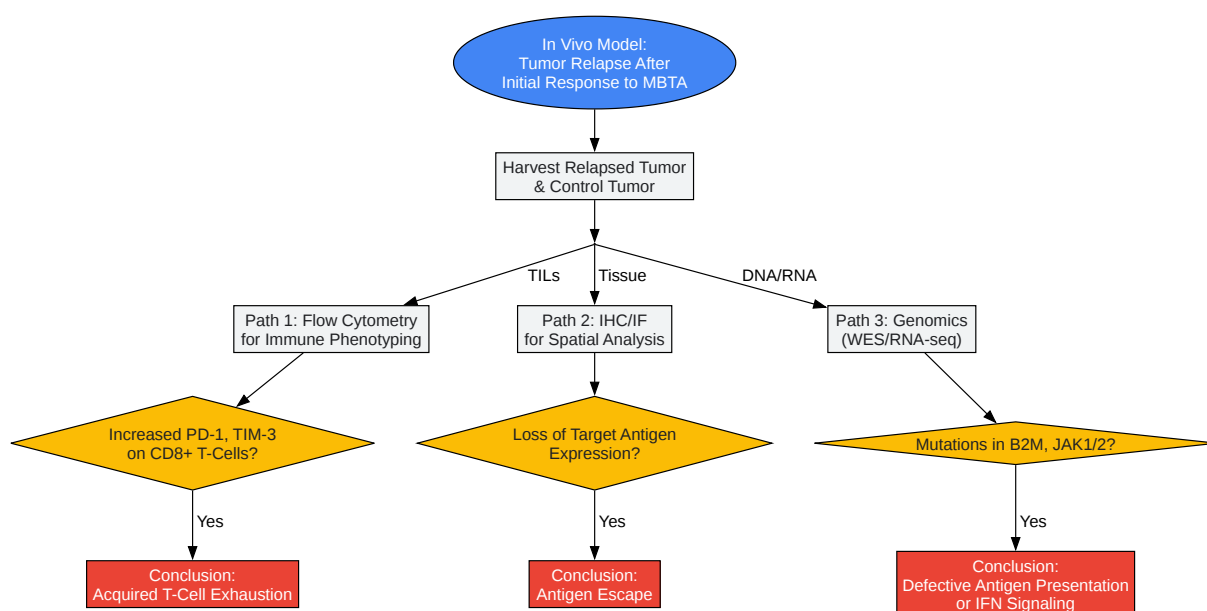 In Vivo Model:
Tumor Relapse After
Initial Response to MBTA
Harvest Relapsed Tumor
& Control Tumor
TILs
Tissue
DNA/RNA
Path 1: Flow Cytometry
for Immune Phenotyping
Path 2: IHC/IF
for Spatial Analysis
Path 3: Genomics
(WES/RNA-seq)
Increased PD-1, TIM-3
on CD8+ T-Cells?
Loss of Target Antigen
Expression?
Mutations in B2M, JAK1/2?
Yes
Yes
Yes
Conclusion:
Acquired T-Cell Exhaustion
Conclusion:
Antigen Escape
Conclusion:
Defective Antigen Presentation
or IFN Signaling